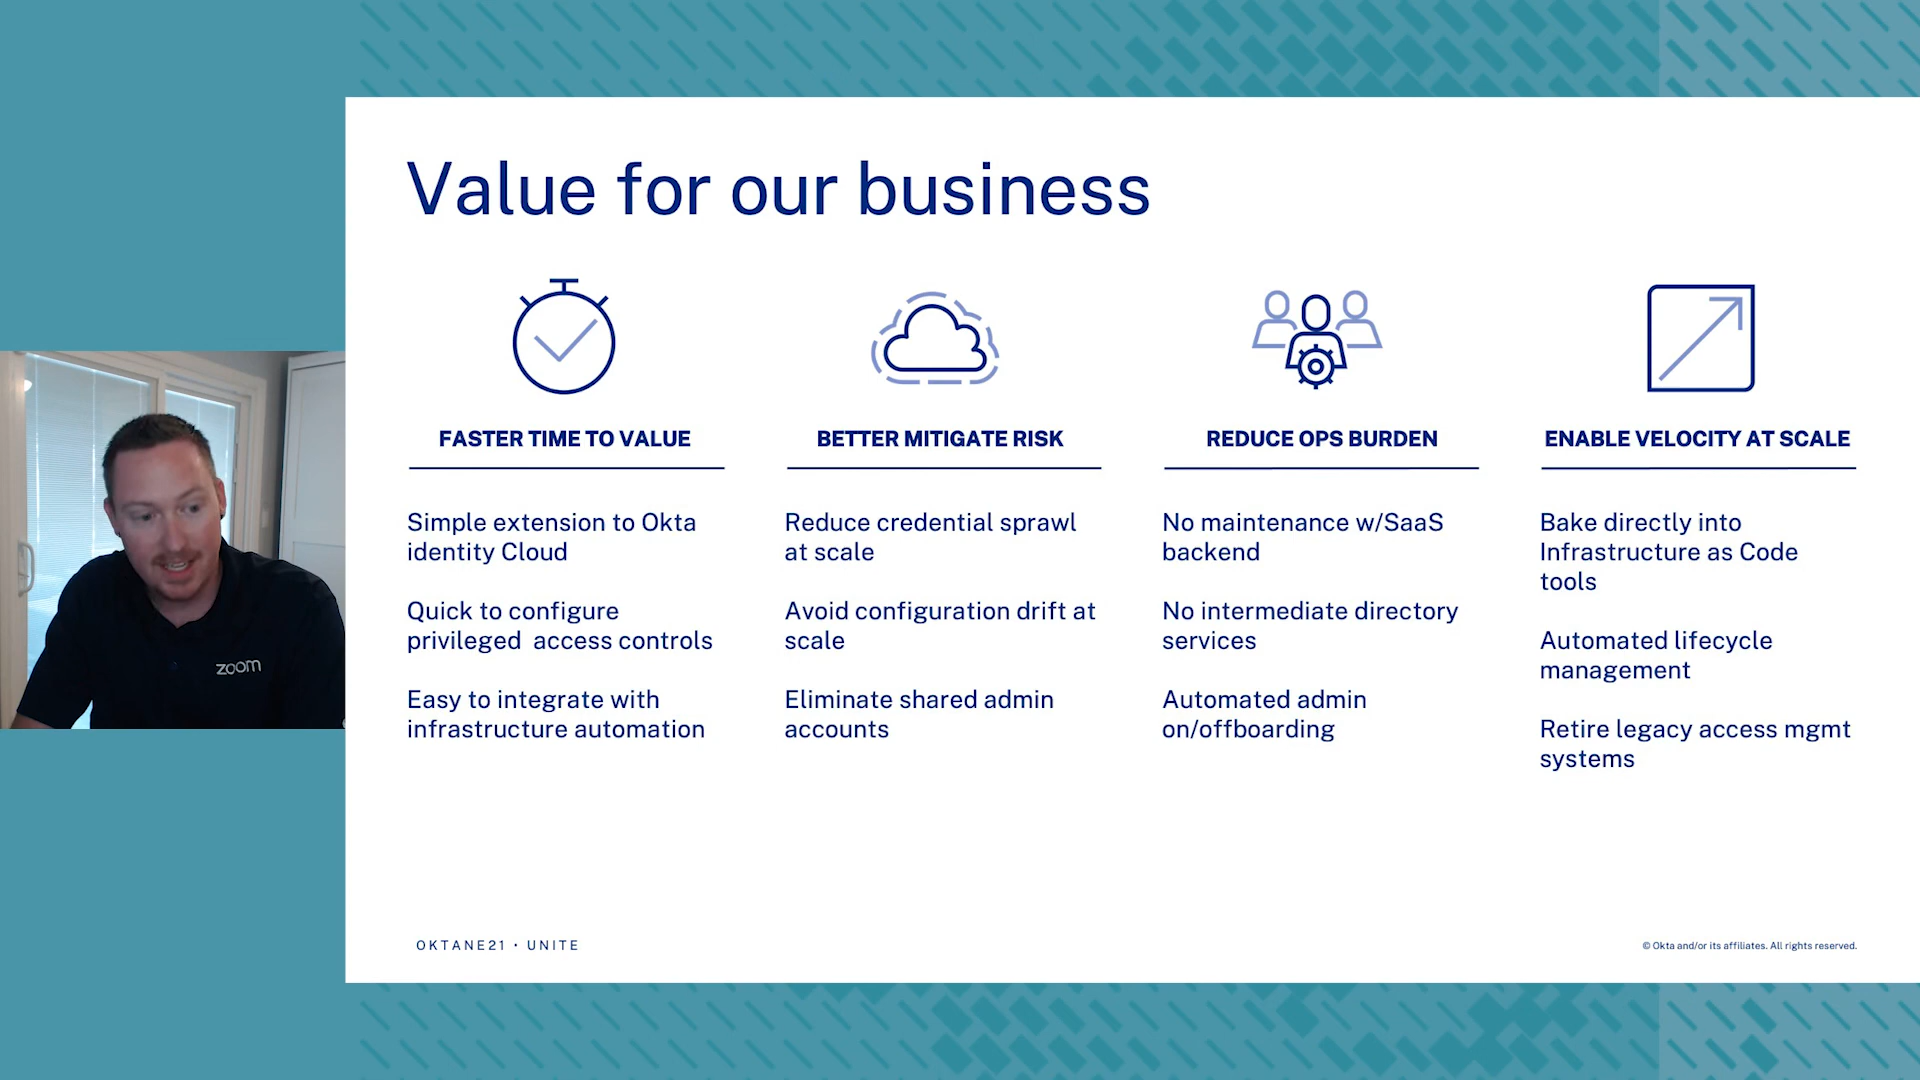 Value for our business
FASTER TIME TO VALUE
Simple extension to Okta
identity Cloud
Quick to configure
privileged  access controls
Easy to integrate with
infrastructure automation
BETTER MITIGATE RISK
Reduce credential sprawl
at scale
Avoid configuration drift at
scale
Eliminate shared admin
accounts
REDUCE OPS BURDEN
No maintenance w/SaaS
backend
No intermediate directory
services
Automated admin
on/offboarding
ENABLE VELOCITY AT SCALE
Bake directly into
Infrastructure as Code
tools
Automated lifecycle
management
Retire legacy access mgmt
systems
zoom
OKTANE21 • UNITE
© Okta and/or its affiliates. All rights reserved.